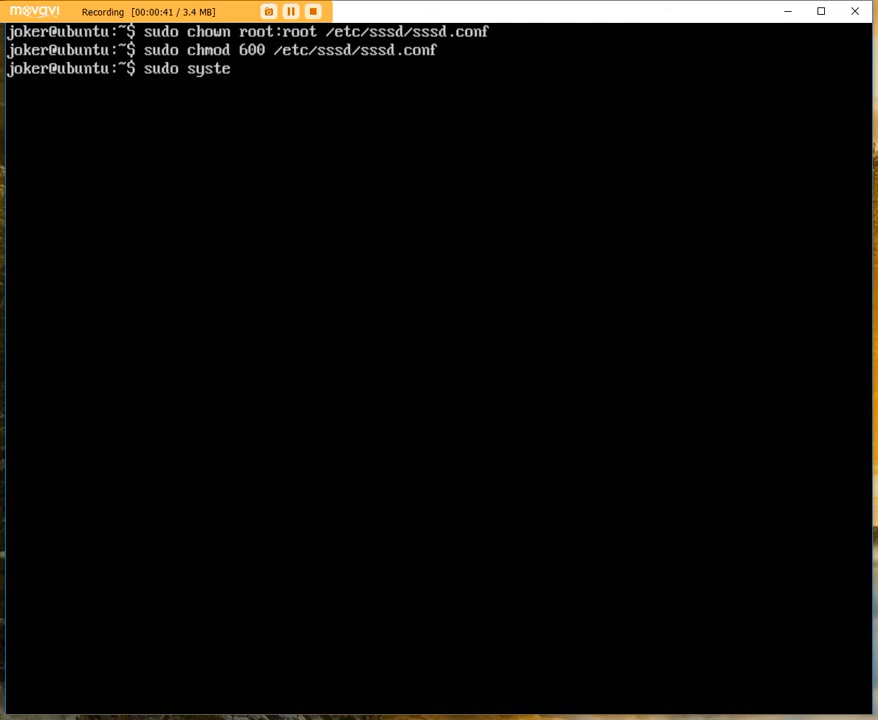 movavi Recording [00:00:41 / 3.4 MB]
joker@ubuntu:~$ sudo chown root:root /etc/sssd/sssd.conf
joker@ubuntu:~$ sudo chmod 600 /etc/sssd/sssd.conf
joker@ubuntu:~$ sudo syste